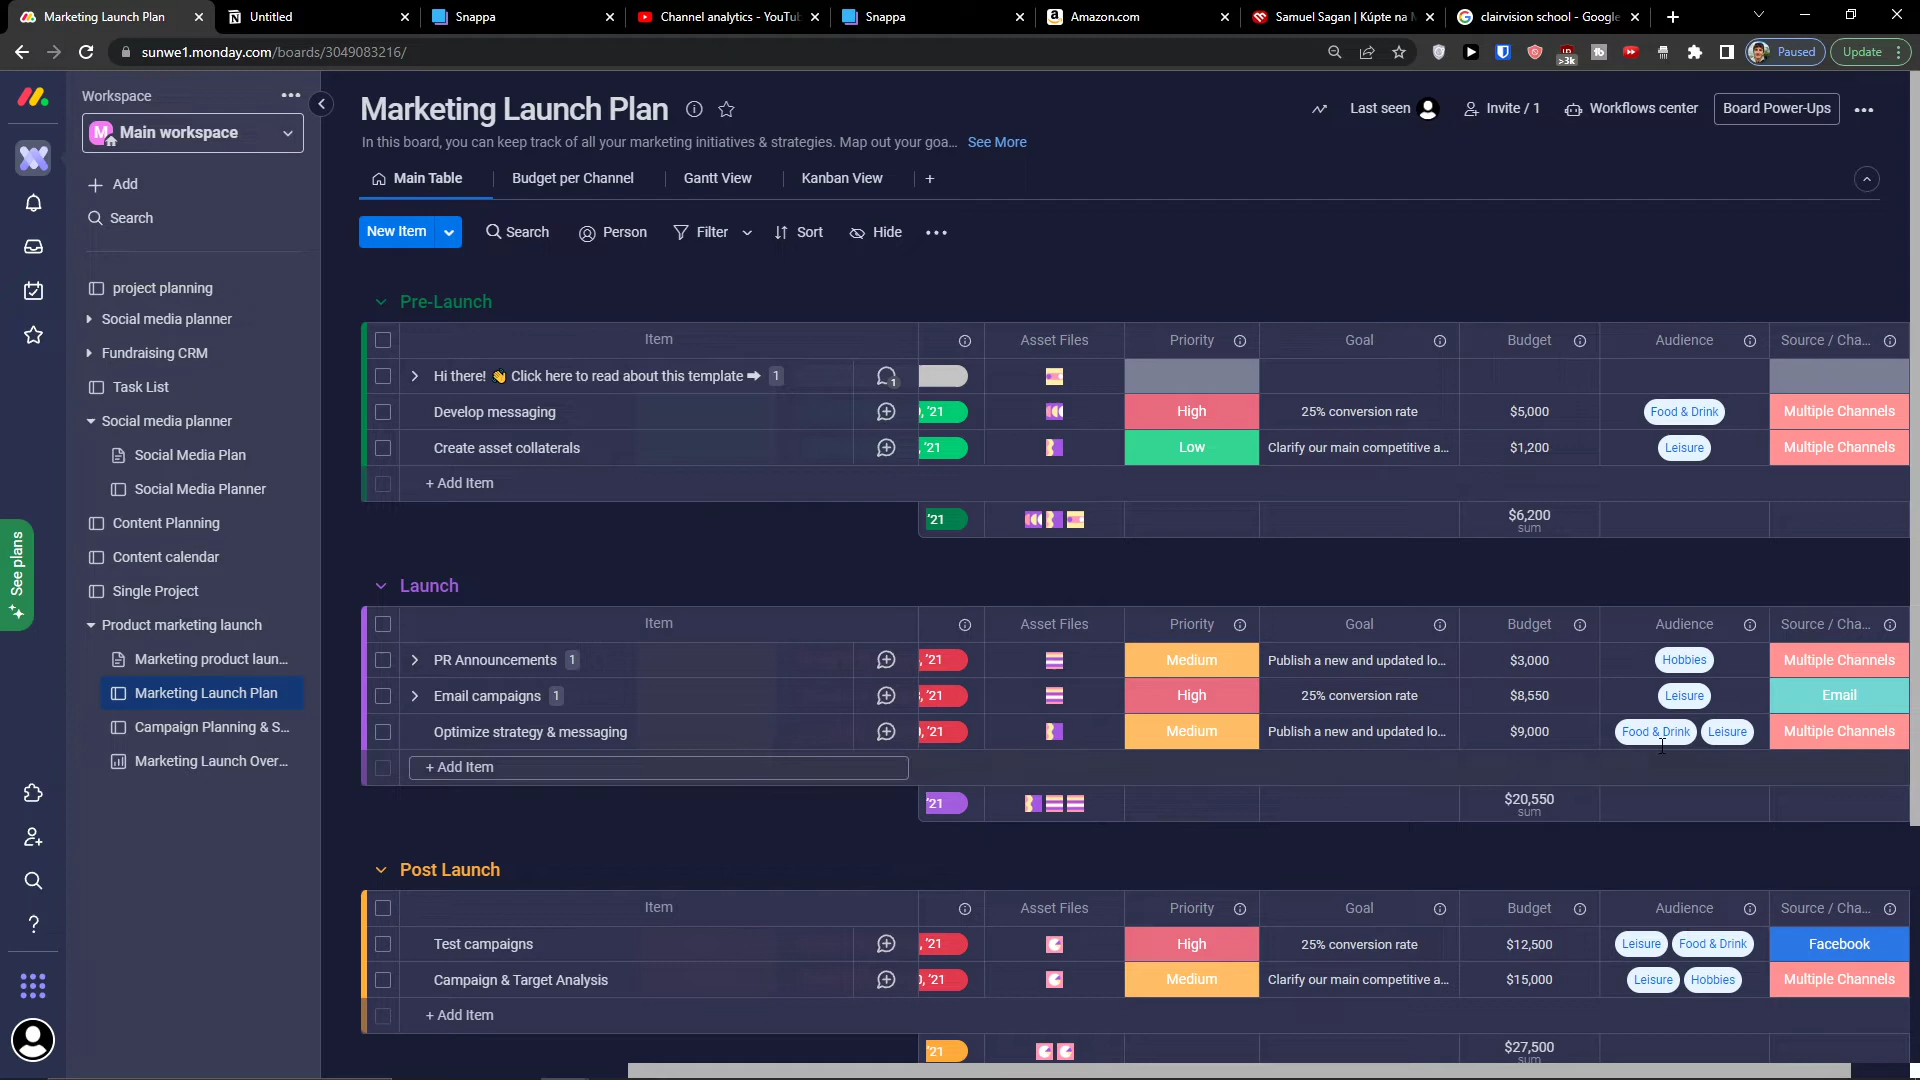 Marketing Launch Plan
Untitled
Snappa
Channel analytics - YouTu
Snappa
Amazon.com
Samuel Sagan | Kúpte na
clairvision school - Google
sunwe1.monday.com/boards/3049083216/
>3k
Paused
Update
Workspace
M Main workspace
Add
Search
project planning
Social media planner
Fundraising CRM
Task List
Social media planner
Social Media Plan
Social Media Planner
Content Planning
Content calendar
Single Project
Product marketing launch
Marketing product laun...
Marketing Launch Plan
Campaign Planning & S...
Marketing Launch Over...
See plans
Marketing Launch Plan
Last seen
Invite / 1
Workflows center
Board Power-Ups
In this board, you can keep track of all your marketing initiatives & strategies. Map out your goa... See More
Main Table
Budget per Channel
Gantt View
Kanban View
+
New Item
Search
Person
Filter
Sort
Hide
Pre-Launch
Item Asset Files Priority Goal Budget Audience Source / Cha...
Hi there! 👋 Click here to read about this template ➡ 1 1
Develop messaging '21 High 25% conversion rate $5,000 Food & Drink Multiple Channels
Create asset collaterals '21 Low Clarify our main competitive a... $1,200 Leisure Multiple Channels
+ Add Item
'21 $6,200
sum
Launch
Item Asset Files Priority Goal Budget Audience Source / Cha...
PR Announcements 1 , '21 Medium Publish a new and updated lo... $3,000 Hobbies Multiple Channels
Email campaigns 1 '21 High 25% conversion rate $8,550 Leisure Email
Optimize strategy & messaging '21 Medium Publish a new and updated lo... $9,000 Food & Drink Leisure Multiple Channels
+ Add Item
'21 $20,550
sum
Post Launch
Item Asset Files Priority Goal Budget Audience Source / Cha...
Test campaigns '21 High 25% conversion rate $12,500 Leisure Food & Drink Facebook
Campaign & Target Analysis '21 Medium Clarify our main competitive a... $15,000 Leisure Hobbies Multiple Channels
+ Add Item
'21 $27,500
sum